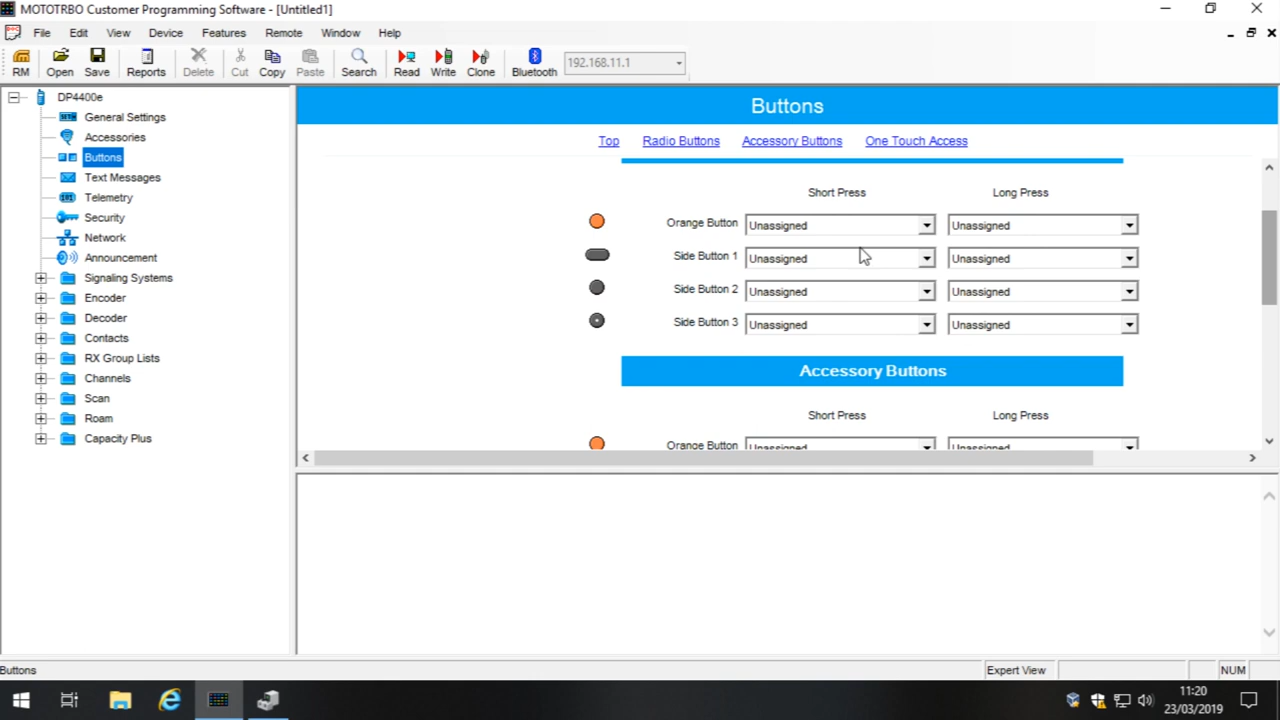 MOTOTRBO Customer Programming Software - [Untitled1]
File Edit View Device Features Remote Window Help
RM Open Save Reports Delete Cut Copy Paste Search Read Write Clone Bluetooth 192.168.11.1
DP4400e
General Settings
Accessories
Buttons
Text Messages
Telemetry
Security
Network
Announcement
Signaling Systems
Encoder
Decoder
Contacts
RX Group Lists
Channels
Scan
Roam
Capacity Plus
Buttons
Top Radio Buttons Accessory Buttons One Touch Access
Short Press Long Press
Orange Button Unassigned Unassigned
Side Button 1 Unassigned Unassigned
Side Button 2 Unassigned Unassigned
Side Button 3 Unassigned Unassigned
Accessory Buttons
Short Press Long Press
Orange Button Unassigned Unassigned
Buttons Expert View NUM
11:20
23/03/2019